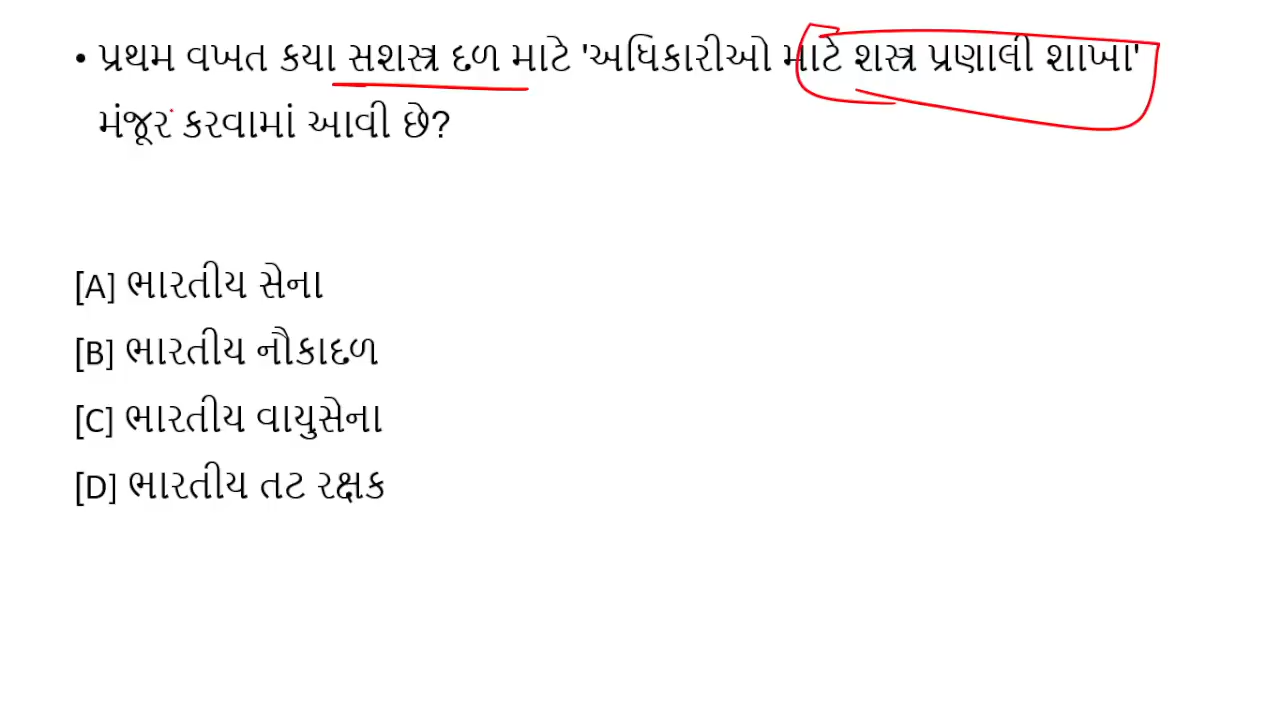 • પ્રથમ વખત કયા સશસ્ત્ર દળ માટે 'અધિકારીઓ માટે શસ્ત્ર પ્રણાલી શાખા'
મંજૂર કરવામાં આવી છે?
[A] ભારતીય સેના
[B] ભારતીય નૌકાદળ
[C] ભારતીય વાયુસેના
[D] ભારતીય તટ રક્ષક